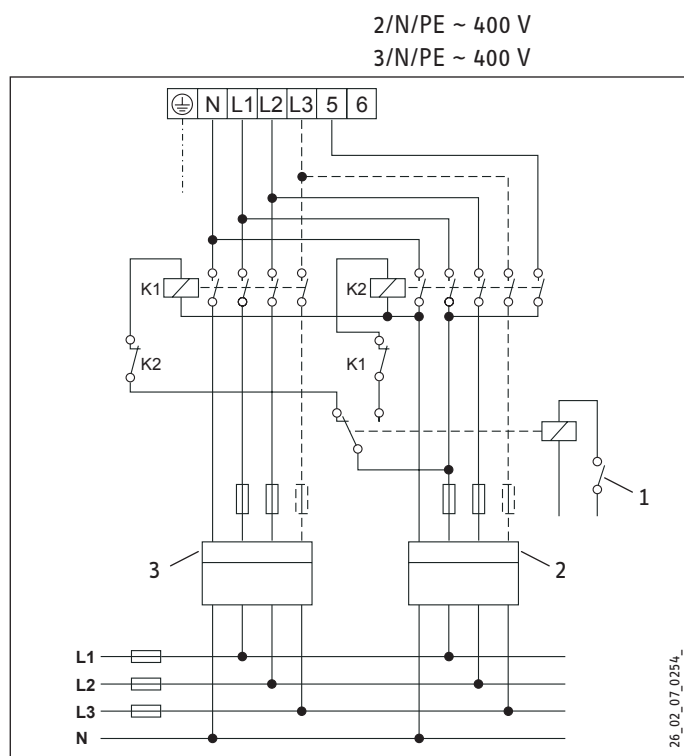 2/N/PE ~ 400 V
3/N/PE ~ 400 V
N L1 L2 L3 5 6
K1
K2
K2
K1
1
3
2
L1
L2
L3
N
26_02_07_0254_